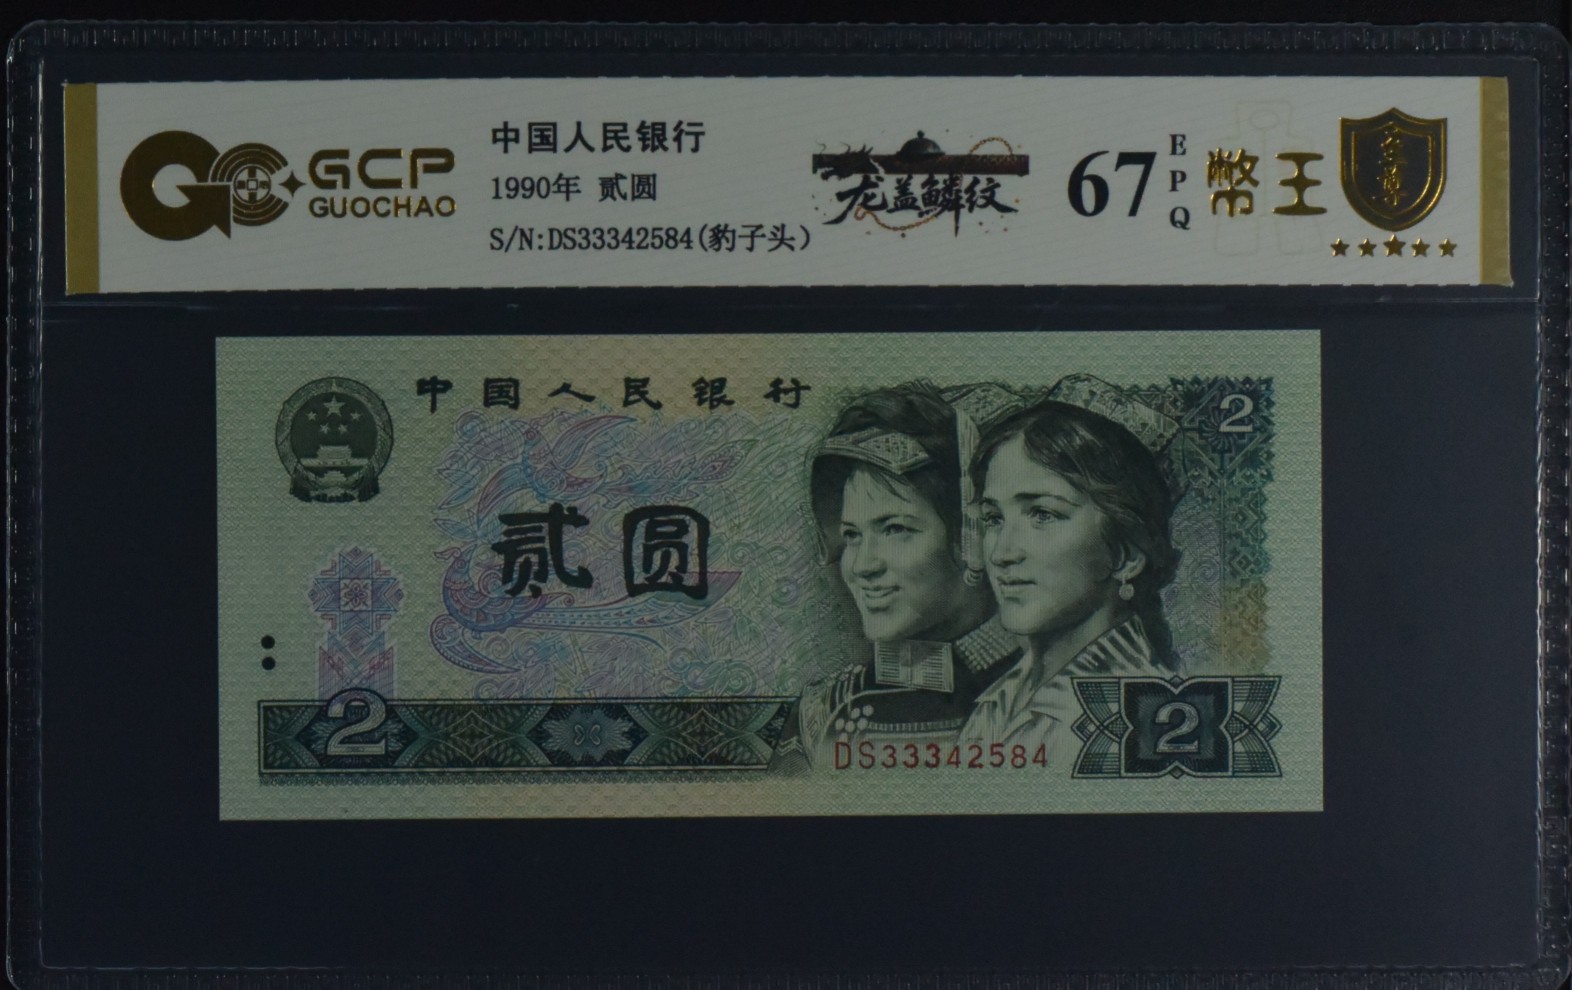 GCP
GUOCHAO
中国人民银行
1990年 贰圆
S/N:DS33342584(豹子头)
龙盖鳞纹
67
EPQ
幣王
★★★★★
中国人民银行
2
贰圆
2
2
DS33342584